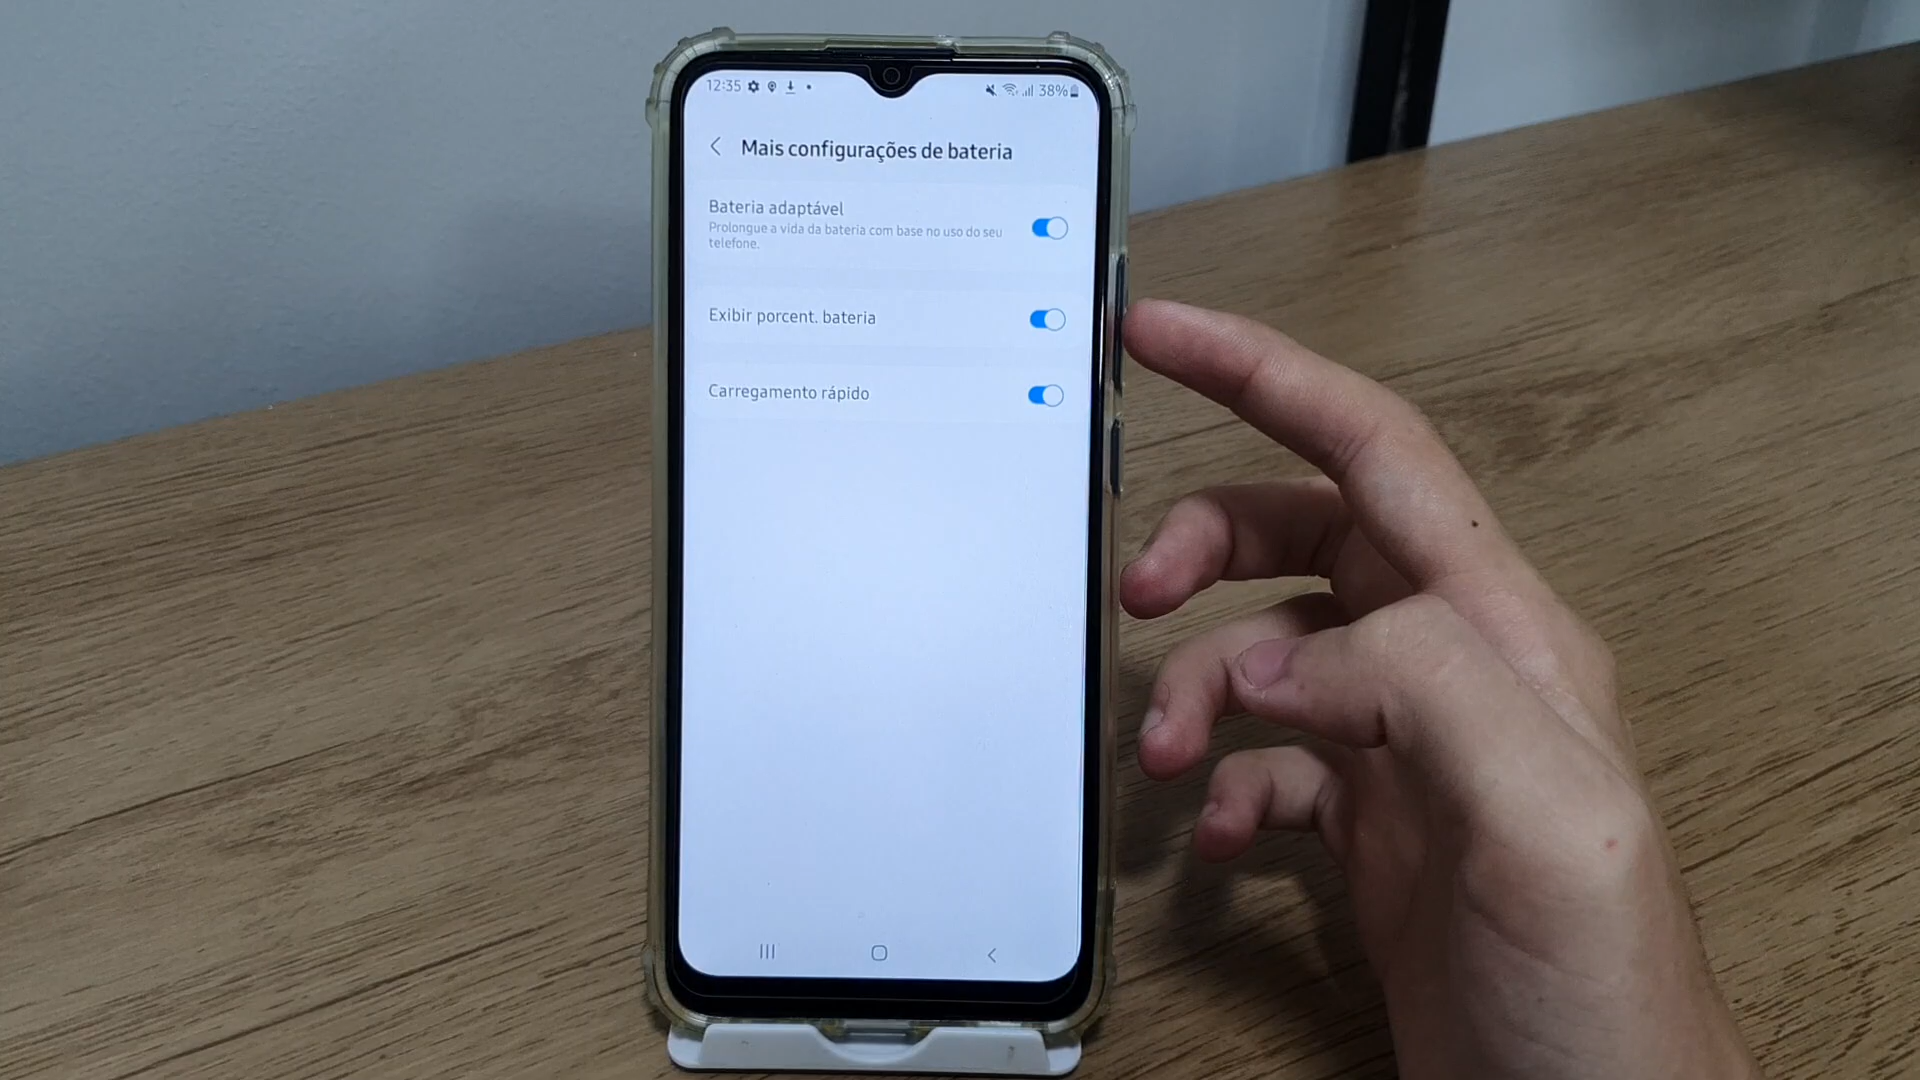 12:35
38%
Mais configurações de bateria
Bateria adaptável
Prolongue a vida da bateria com base no uso do seu
telefone.
Exibir porcent. bateria
Carregamento rápido